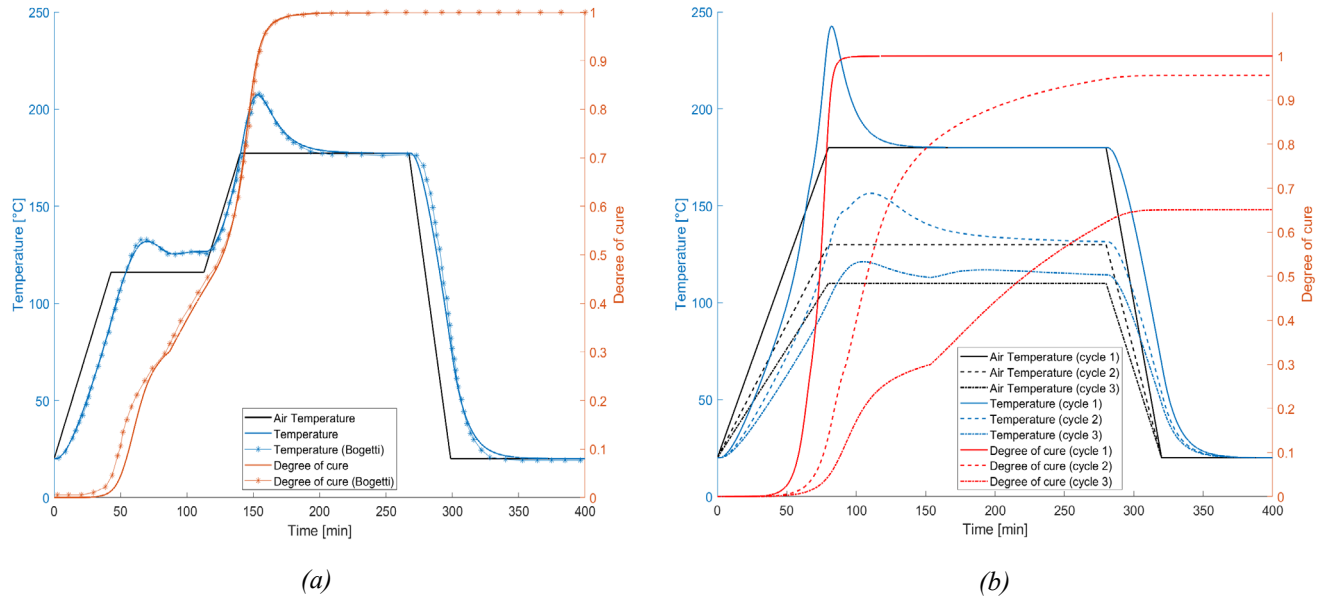 250
200
150
100
50
0
Temperature [°C]
1
0.9
0.8
0.7
0.6
0.5
0.4
0.3
0.2
0.1
0
Degree of cure
Air Temperature
Temperature
Temperature (Bogetti)
Degree of cure
Degree of cure (Bogetti)
0 50 100 150 200 250 300 350 400
Time [min]
(a)
250
200
150
100
50
0
Temperature [°C]
1
0.9
0.8
0.7
0.6
0.5
0.4
0.3
0.2
0.1
0
Degree of cure
Air Temperature (cycle 1)
Air Temperature (cycle 2)
Air Temperature (cycle 3)
Temperature (cycle 1)
Temperature (cycle 2)
Temperature (cycle 3)
Degree of cure (cycle 1)
Degree of cure (cycle 2)
Degree of cure (cycle 3)
0 50 100 150 200 250 300 350 400
Time [min]
(b)